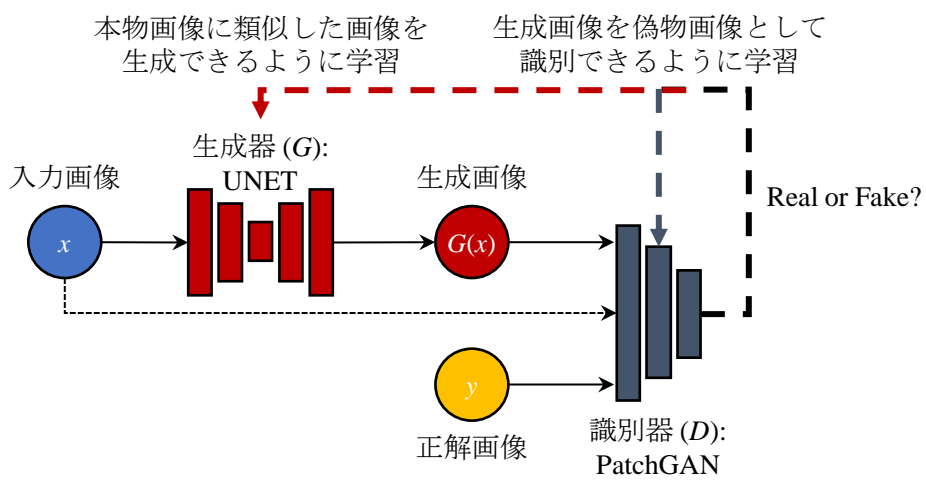 本物画像に類似した画像を
生成できるように学習
生成画像を偽物画像として
識別できるように学習
生成器 (G):
UNET
入力画像
生成画像
Real or Fake?
x
G(x)
y
正解画像
識別器 (D):
PatchGAN